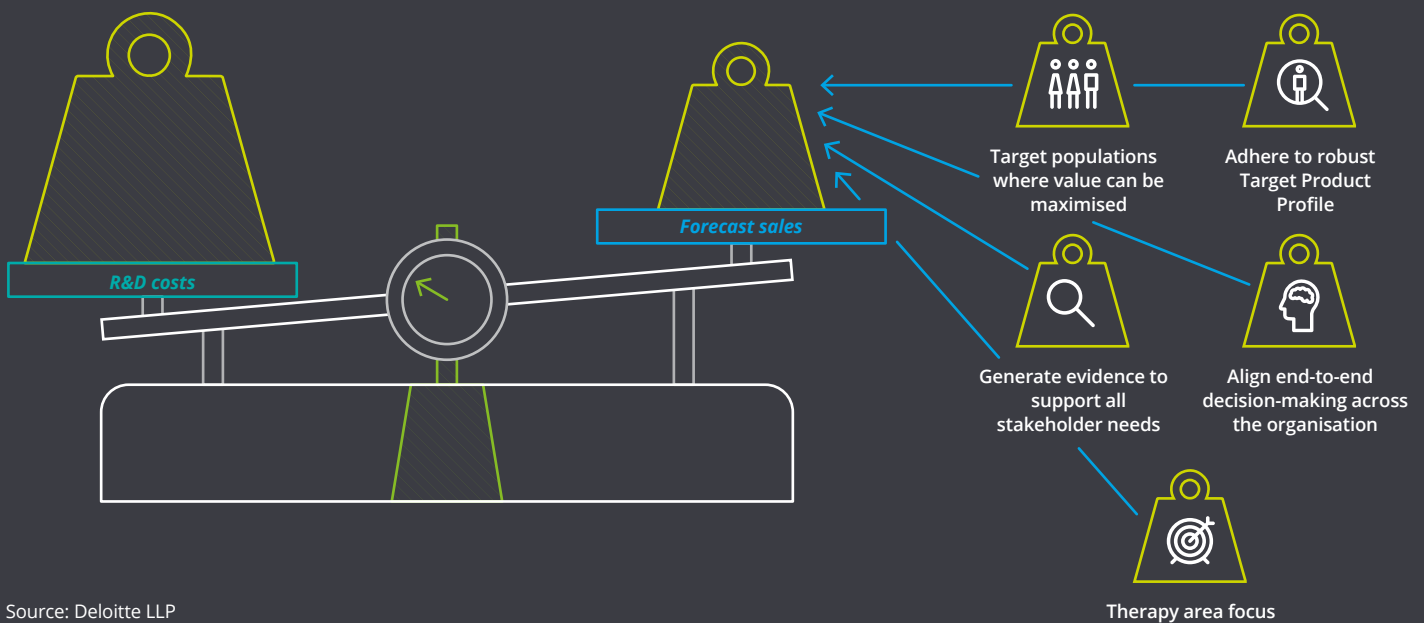 R&D costs
Forecast sales
Target populations
where value can be
maximised
Adhere to robust
Target Product
Profile
Generate evidence to
support all
stakeholder needs
Align end-to-end
decision-making across
the organisation
Therapy area focus
Source: Deloitte LLP